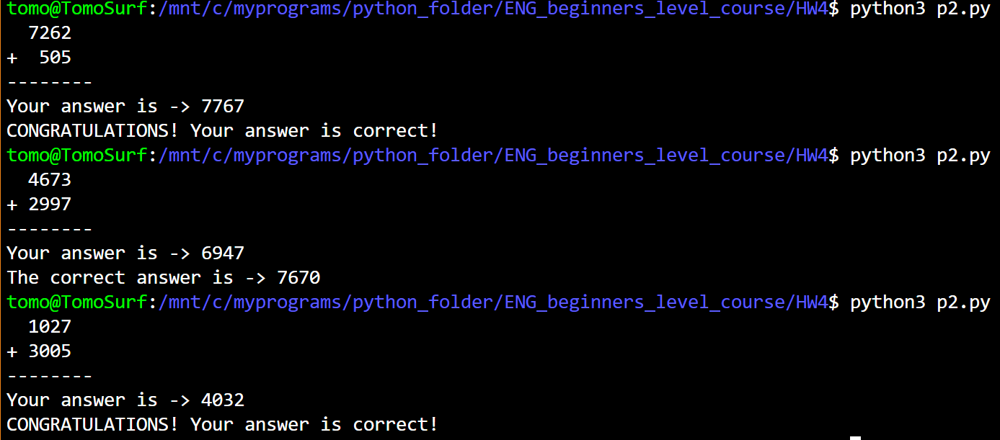 tomo@TomoSurf:/mnt/c/myprograms/python_folder/ENG_beginners_level_course/HW4$ python3 p2.py
  7262
+  505
--------
Your answer is -> 7767
CONGRATULATIONS! Your answer is correct!
tomo@TomoSurf:/mnt/c/myprograms/python_folder/ENG_beginners_level_course/HW4$ python3 p2.py
  4673
+ 2997
--------
Your answer is -> 6947
The correct answer is -> 7670
tomo@TomoSurf:/mnt/c/myprograms/python_folder/ENG_beginners_level_course/HW4$ python3 p2.py
  1027
+ 3005
--------
Your answer is -> 4032
CONGRATULATIONS! Your answer is correct!